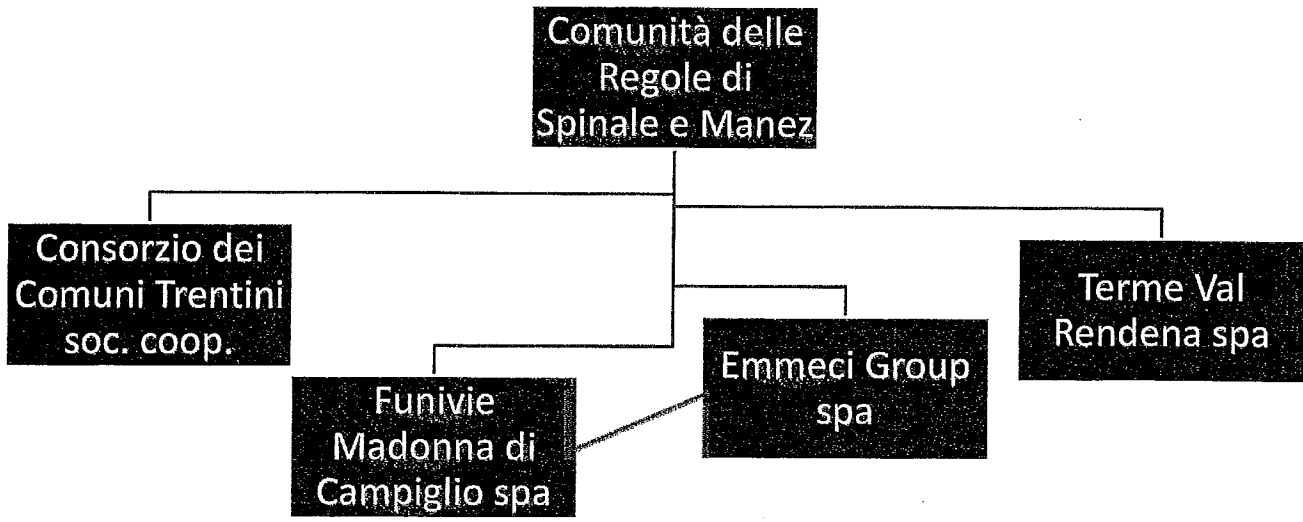 Comunità delle
Regole di
Spinale e Manez
Consorzio dei
Comuni Trentini
soc. coop.
Funivie
Madonna di
Campiglio spa
Emmeci Group
spa
Terme Val
Rendena spa